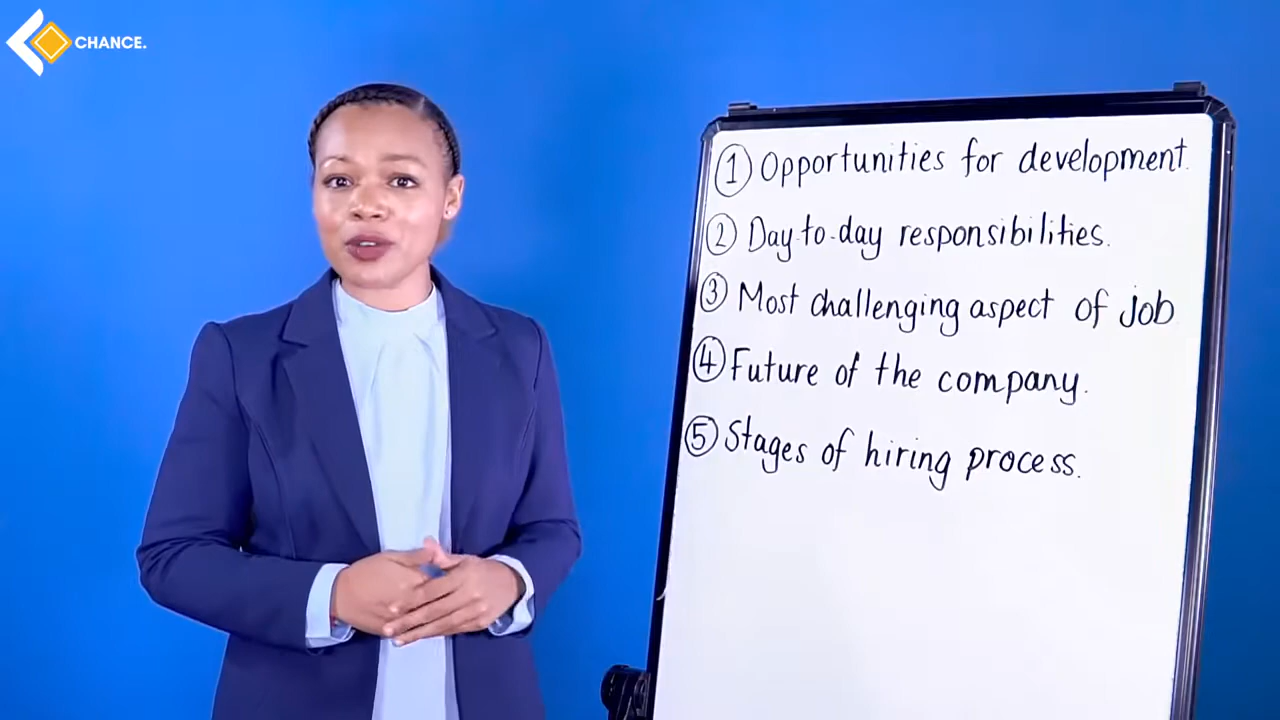 CHANCE.
1 Opportunities for development.
2 Day-to-day responsibilities.
3 Most challenging aspect of job
4 Future of the company.
5 Stages of hiring process.